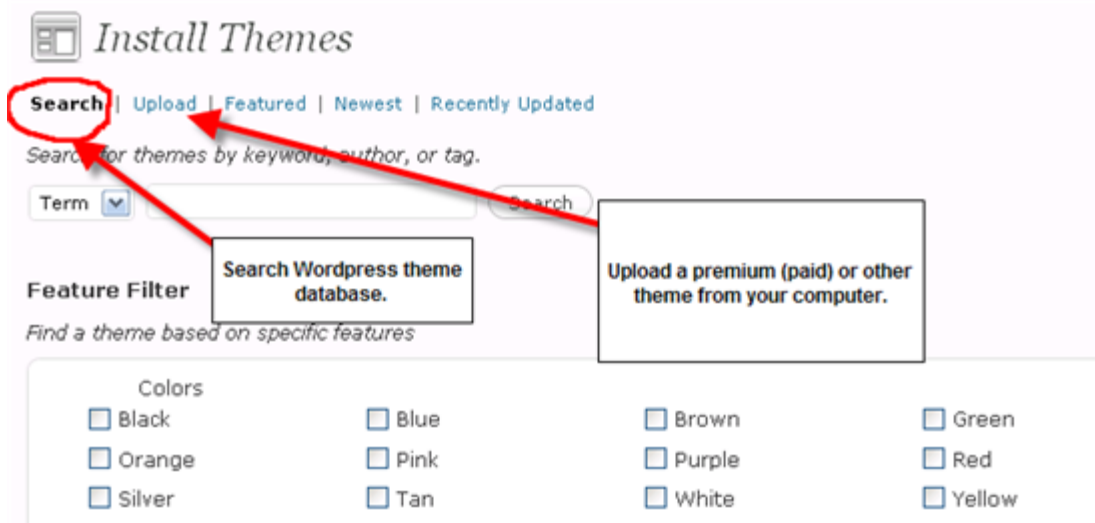 Install Themes
Search | Upload | Featured | Newest | Recently Updated
Search for themes by keyword, author, or tag.
Term Search
Search Wordpress theme
database.
Upload a premium (paid) or other
theme from your computer.
Feature Filter
Find a theme based on specific features
Colors
Black Blue Brown Green
Orange Pink Purple Red
Silver Tan White Yellow